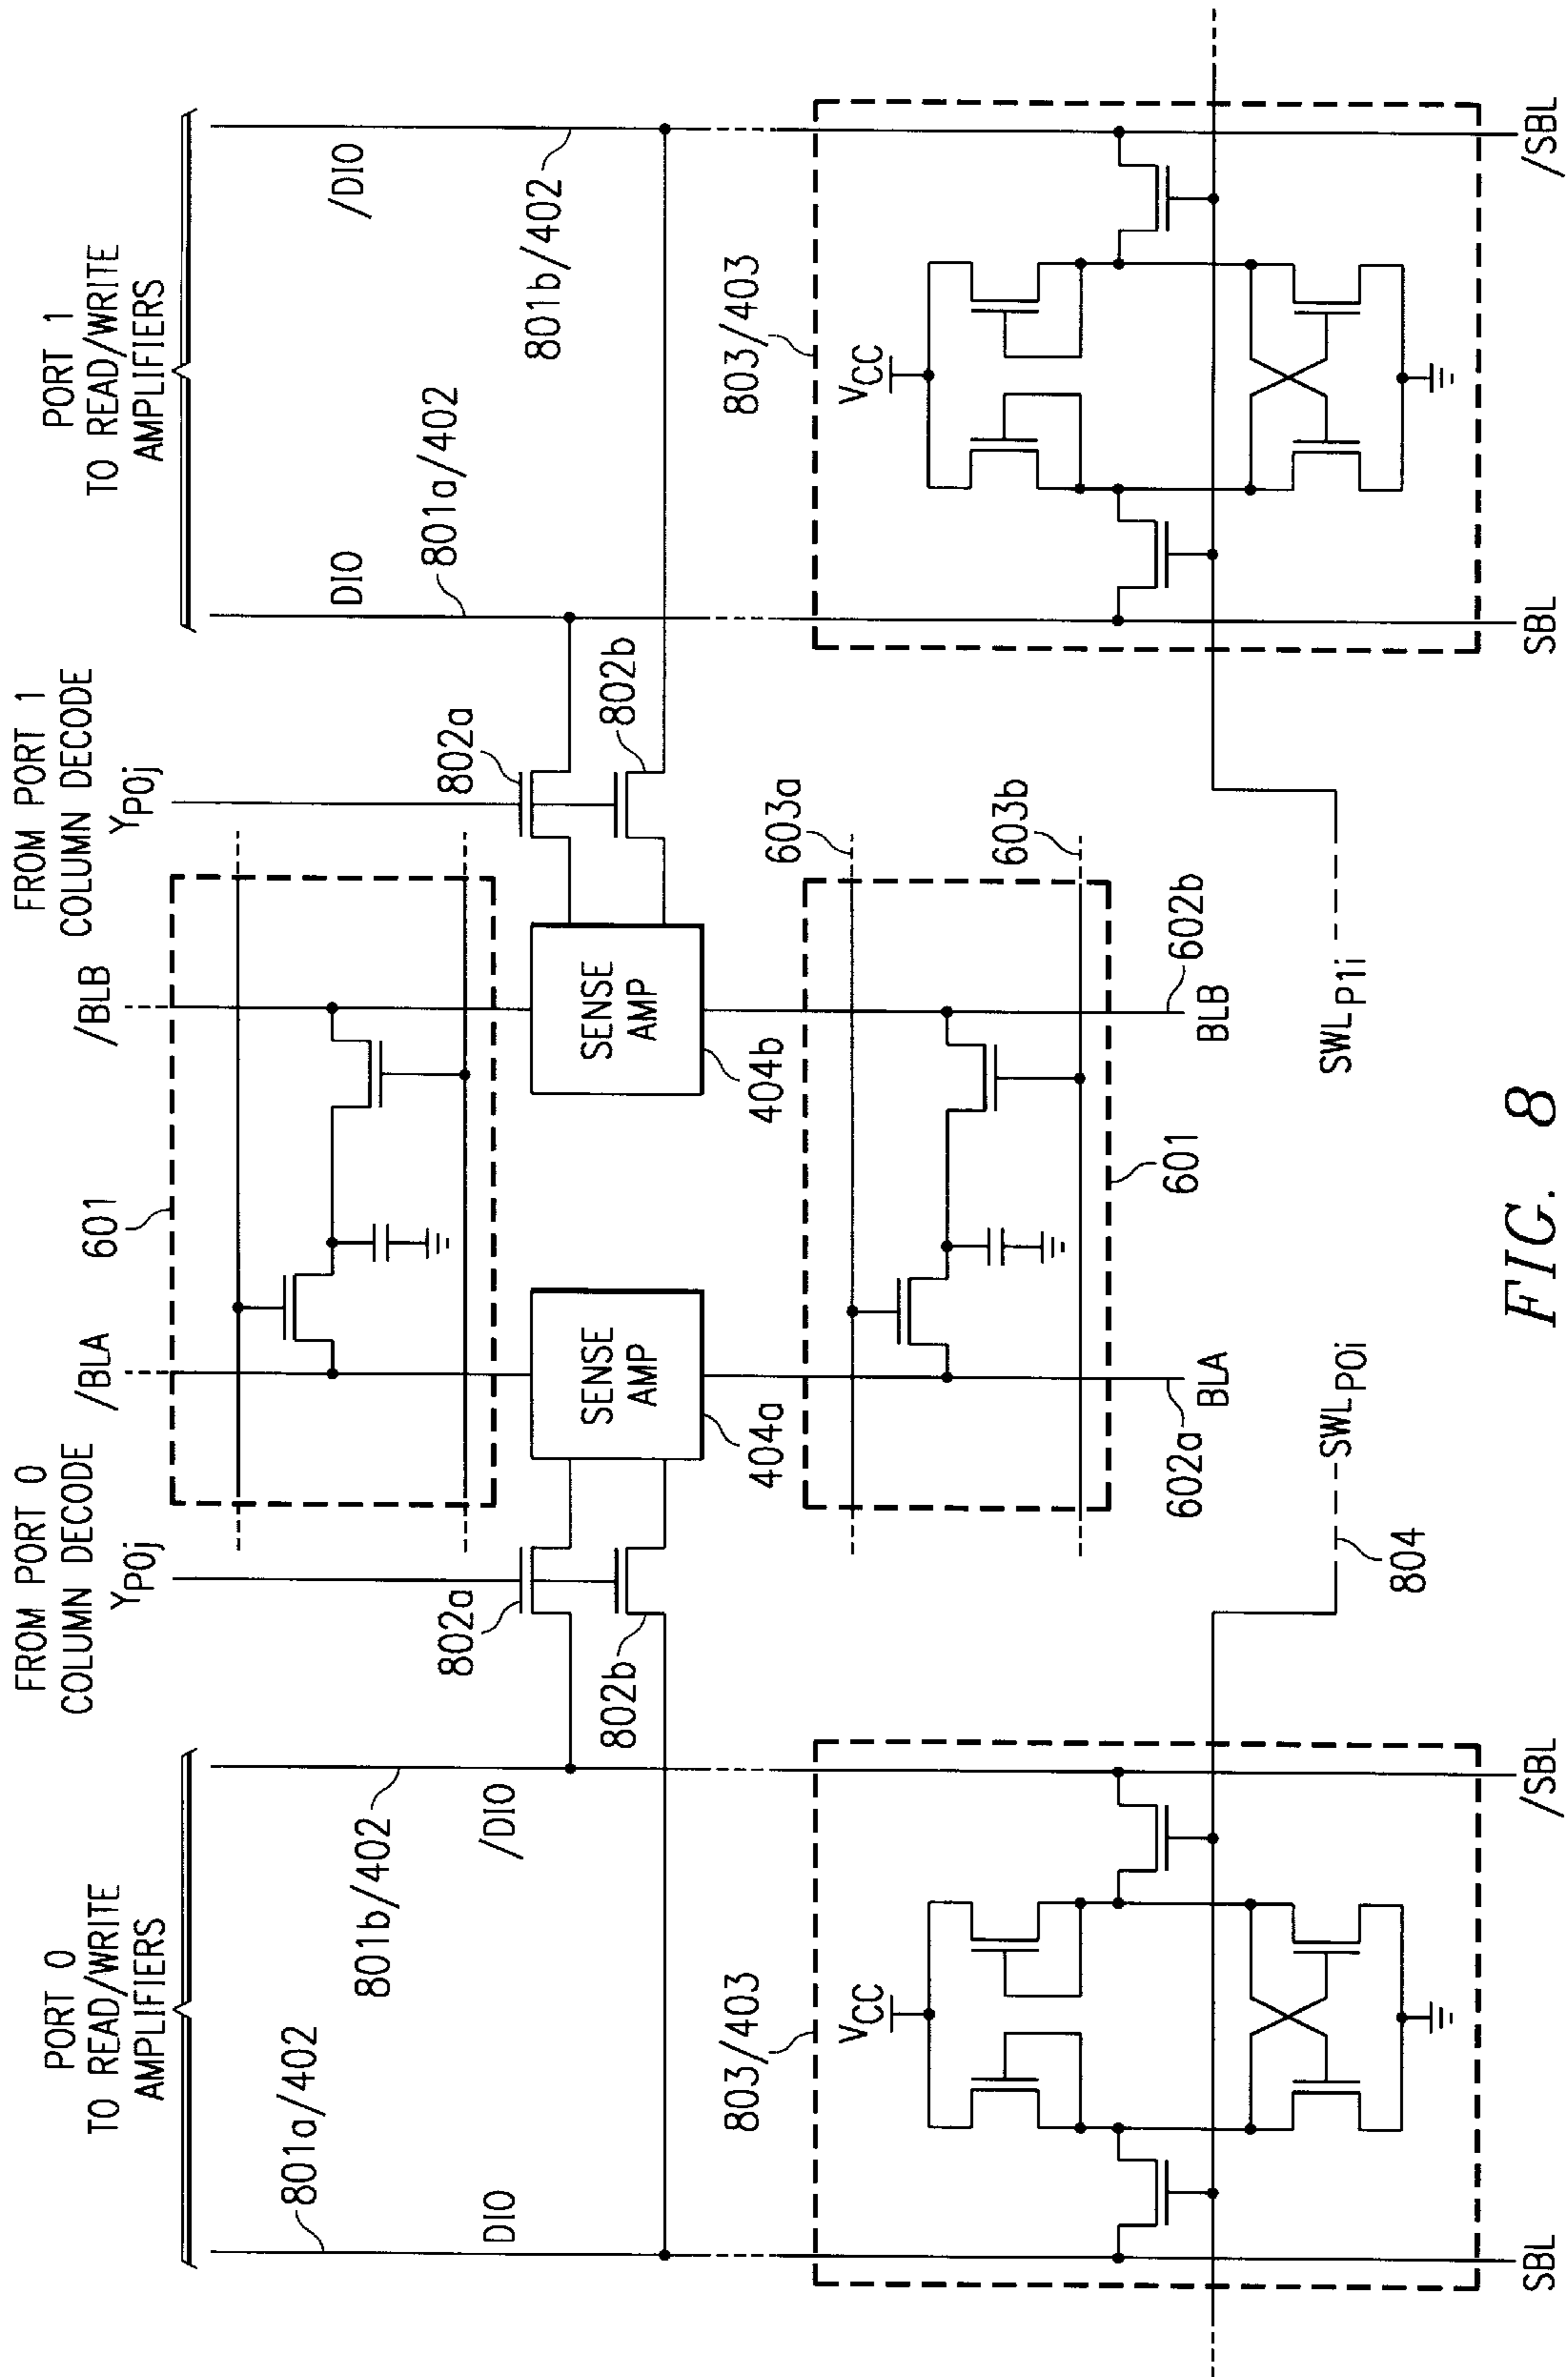 PORT 0
TO READ/WRITE
AMPLIFIERS
FROM PORT 0
COLUMN DECODE
YP0j
/BLA
601
/BLB
FROM PORT 1
COLUMN DECODE
YP0j
PORT 1
TO READ/WRITE
AMPLIFIERS
801a/402
DIO
801b/402
/DIO
802a
802b
SENSE
AMP
404a
SENSE
AMP
404b
802a
802b
DIO
801a/402
801b/402
/DIO
803/403
VCC
603a
603b
803/403
VCC
602a
BLA
601
BLB
602b
804
SWLP0i
SWLP1i
SBL
/SBL
SBL
/SBL
FIG. 8